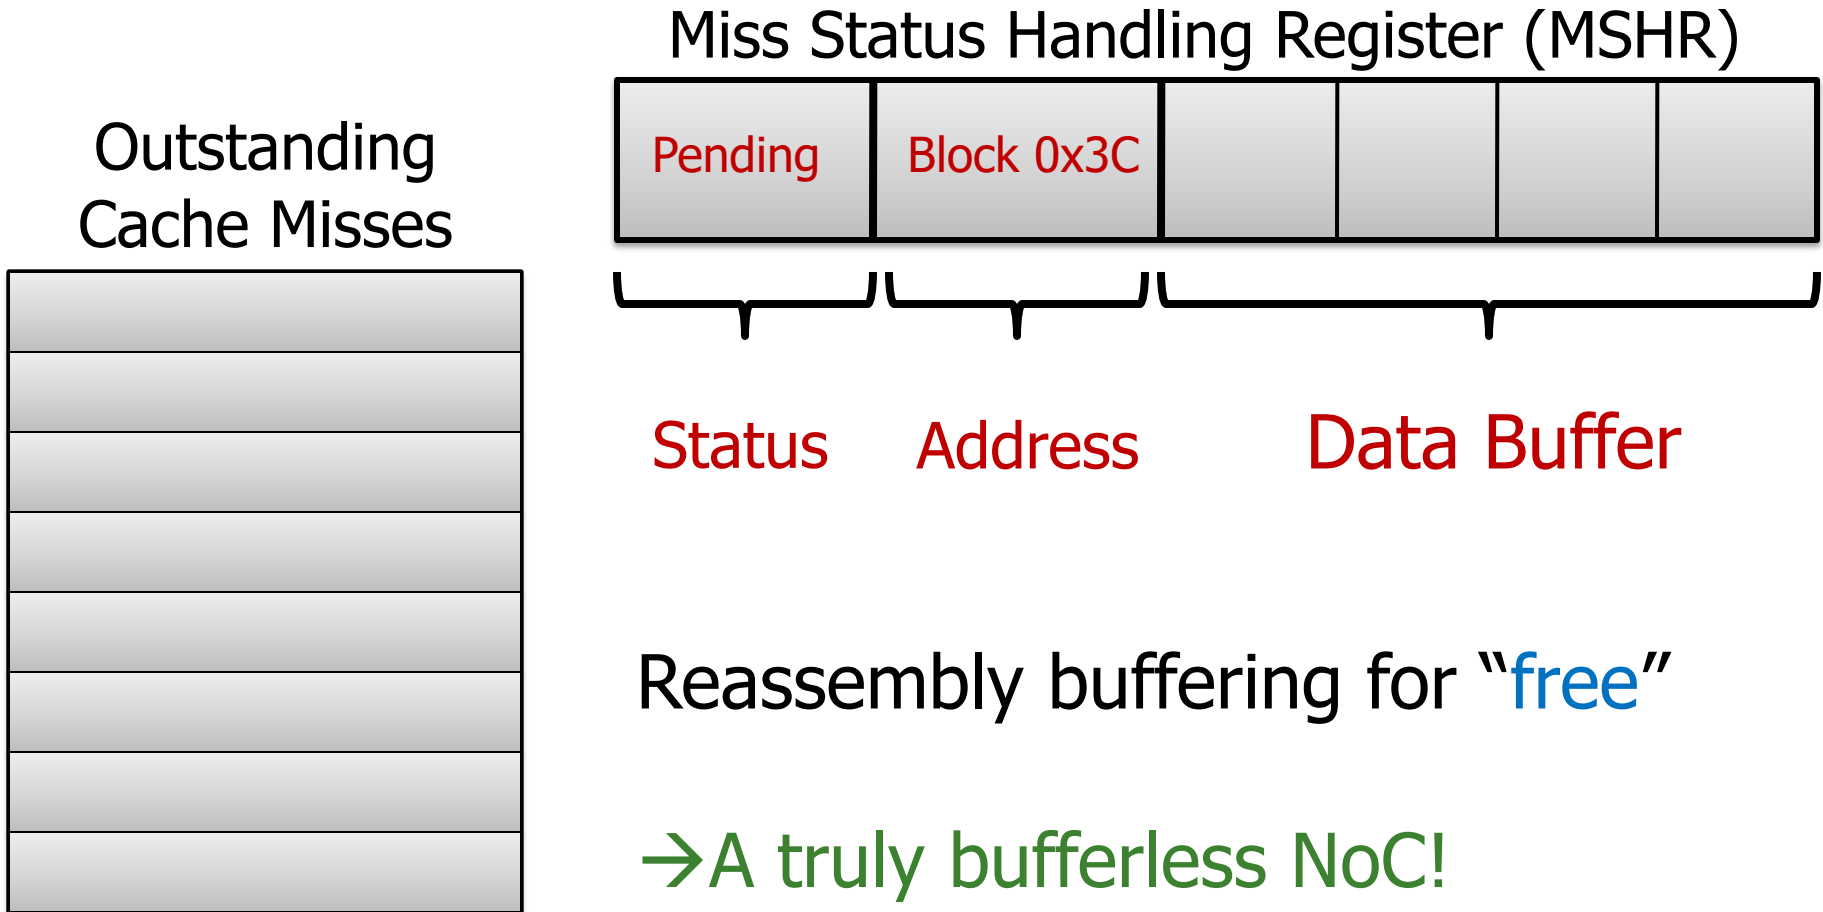 Miss Status Handling Register (MSHR)
Outstanding
Cache Misses
Pending
Block 0x3C
Status
Address
Data Buffer
Reassembly buffering for “free”
→A truly bufferless NoC!